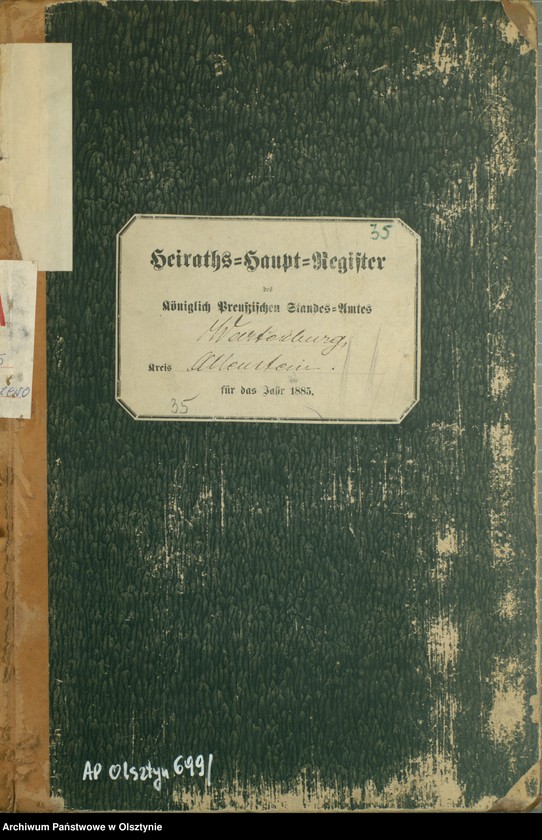 35
Heiraths=Haupt=Register
des
Königlich Preußischen Standes=Amtes
Wartenburg,
Kreis Allenstein.
für das Jahr 1885.
35
AP Olsztyn 699/
Archiwum Państwowe w Olsztynie